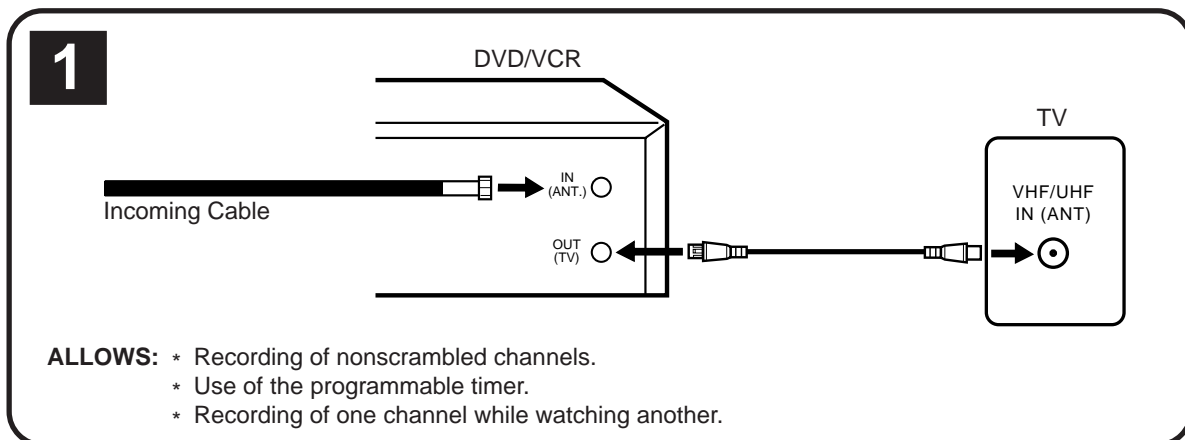 1
DVD/VCR
TV
IN
(ANT.)
Incoming Cable
OUT
(TV)
VHF/UHF
IN (ANT)
ALLOWS: * Recording of nonscrambled channels.
* Use of the programmable timer.
* Recording of one channel while watching another.